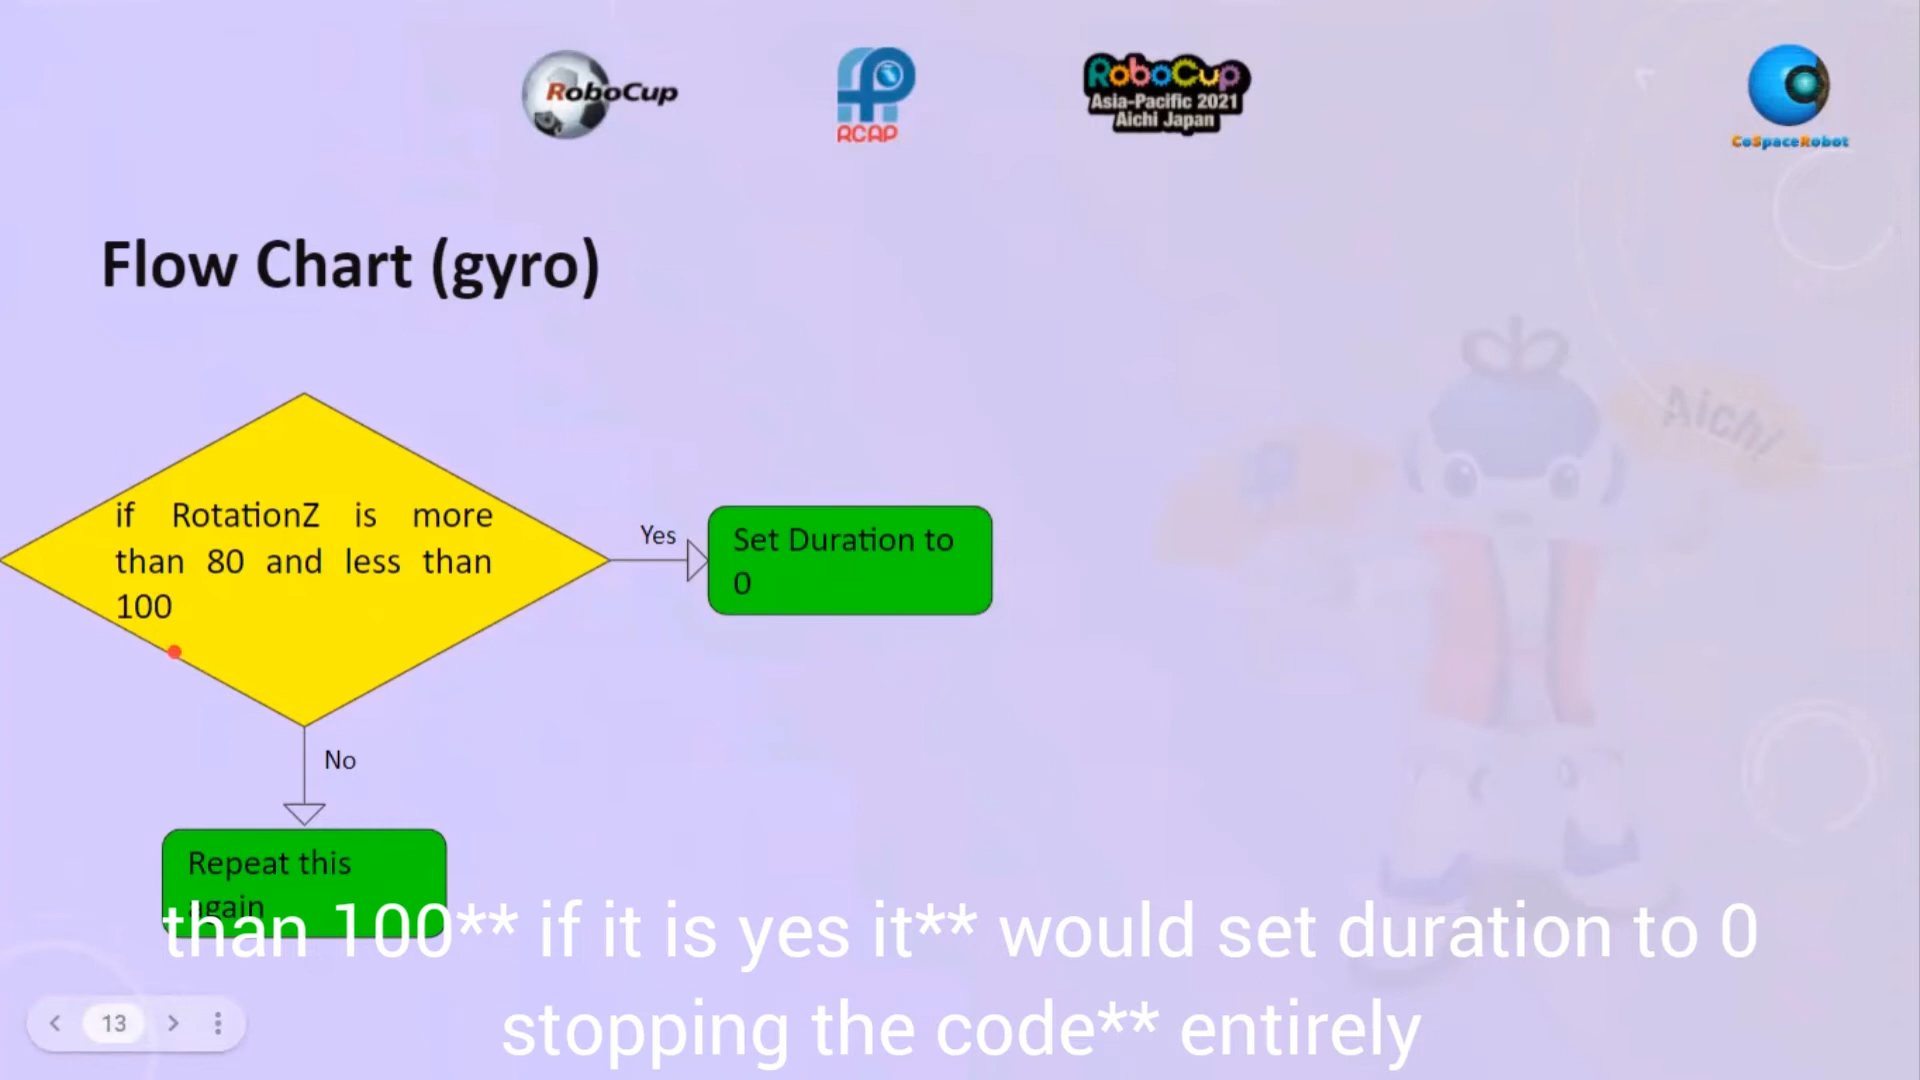 RoboCup
RCAP
RoboCup
Asia-Pacific 2021
Aichi Japan
CoSpaceRobot
Flow Chart (gyro)
Aichi
if RotationZ is more
than 80 and less than
100
Yes
Set Duration to
0
No
Repeat this
again
than 100** if it is yes it** would set duration to 0
stopping the code** entirely
13